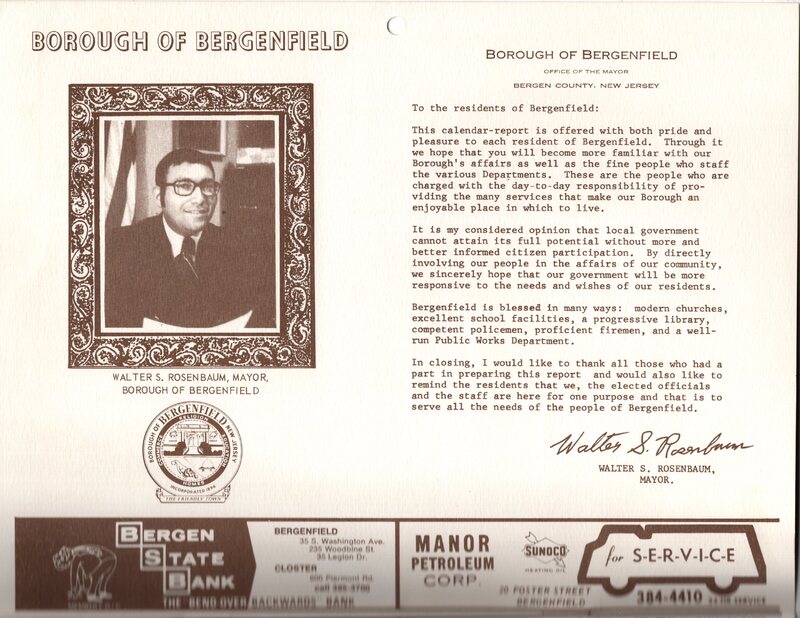 BOROUGH OF BERGENFIELD
WALTER S. ROSENBAUM, MAYOR,
BOROUGH OF BERGENFIELD
BOROUGH OF BERGENFIELD NEW JERSEY
RELIGION
COMMERCE
EDUCATION
HOMES
INCORPORATED 1894
THE FRIENDLY TOWN
BOROUGH OF BERGENFIELD
OFFICE OF THE MAYOR
BERGEN COUNTY, NEW JERSEY
To the residents of Bergenfield:
This calendar-report is offered with both pride and
pleasure to each resident of Bergenfield. Through it
we hope that you will become more familiar with our
Borough's affairs as well as the fine people who staff
the various Departments. These are the people who are
charged with the day-to-day responsibility of pro-
viding the many services that make our Borough an
enjoyable place in which to live.
It is my considered opinion that local government
cannot attain its full potential without more and
better informed citizen participation. By directly
involving our people in the affairs of our community,
we sincerely hope that our government will be more
responsive to the needs and wishes of our residents.
Bergenfield is blessed in many ways: modern churches,
excellent school facilities, a progressive library,
competent policemen, proficient firemen, and a well-
run Public Works Department.
In closing, I would like to thank all those who had a
part in preparing this report and would also like to
remind the residents that we, the elected officials
and the staff are here for one purpose and that is to
serve all the needs of the people of Bergenfield.
Walter S. Rosenbaum
WALTER S. ROSENBAUM,
MAYOR.
BERGEN
STATE
BANK
MEMBER F.D.I.C.
THE BEND OVER BACKWARDS BANK
BERGENFIELD
35 S. Washington Ave.
235 Woodbine St.
35 Legion Dr.
CLOSTER
Piermont Rd.
call
MANOR
PETROLEUM
CORP.
SUNOCO
HEATING OIL
20 FOSTER STREET
BERGENFIELD
for S-E-R-V-I-C-E
384-4410 24 HR SERVICE